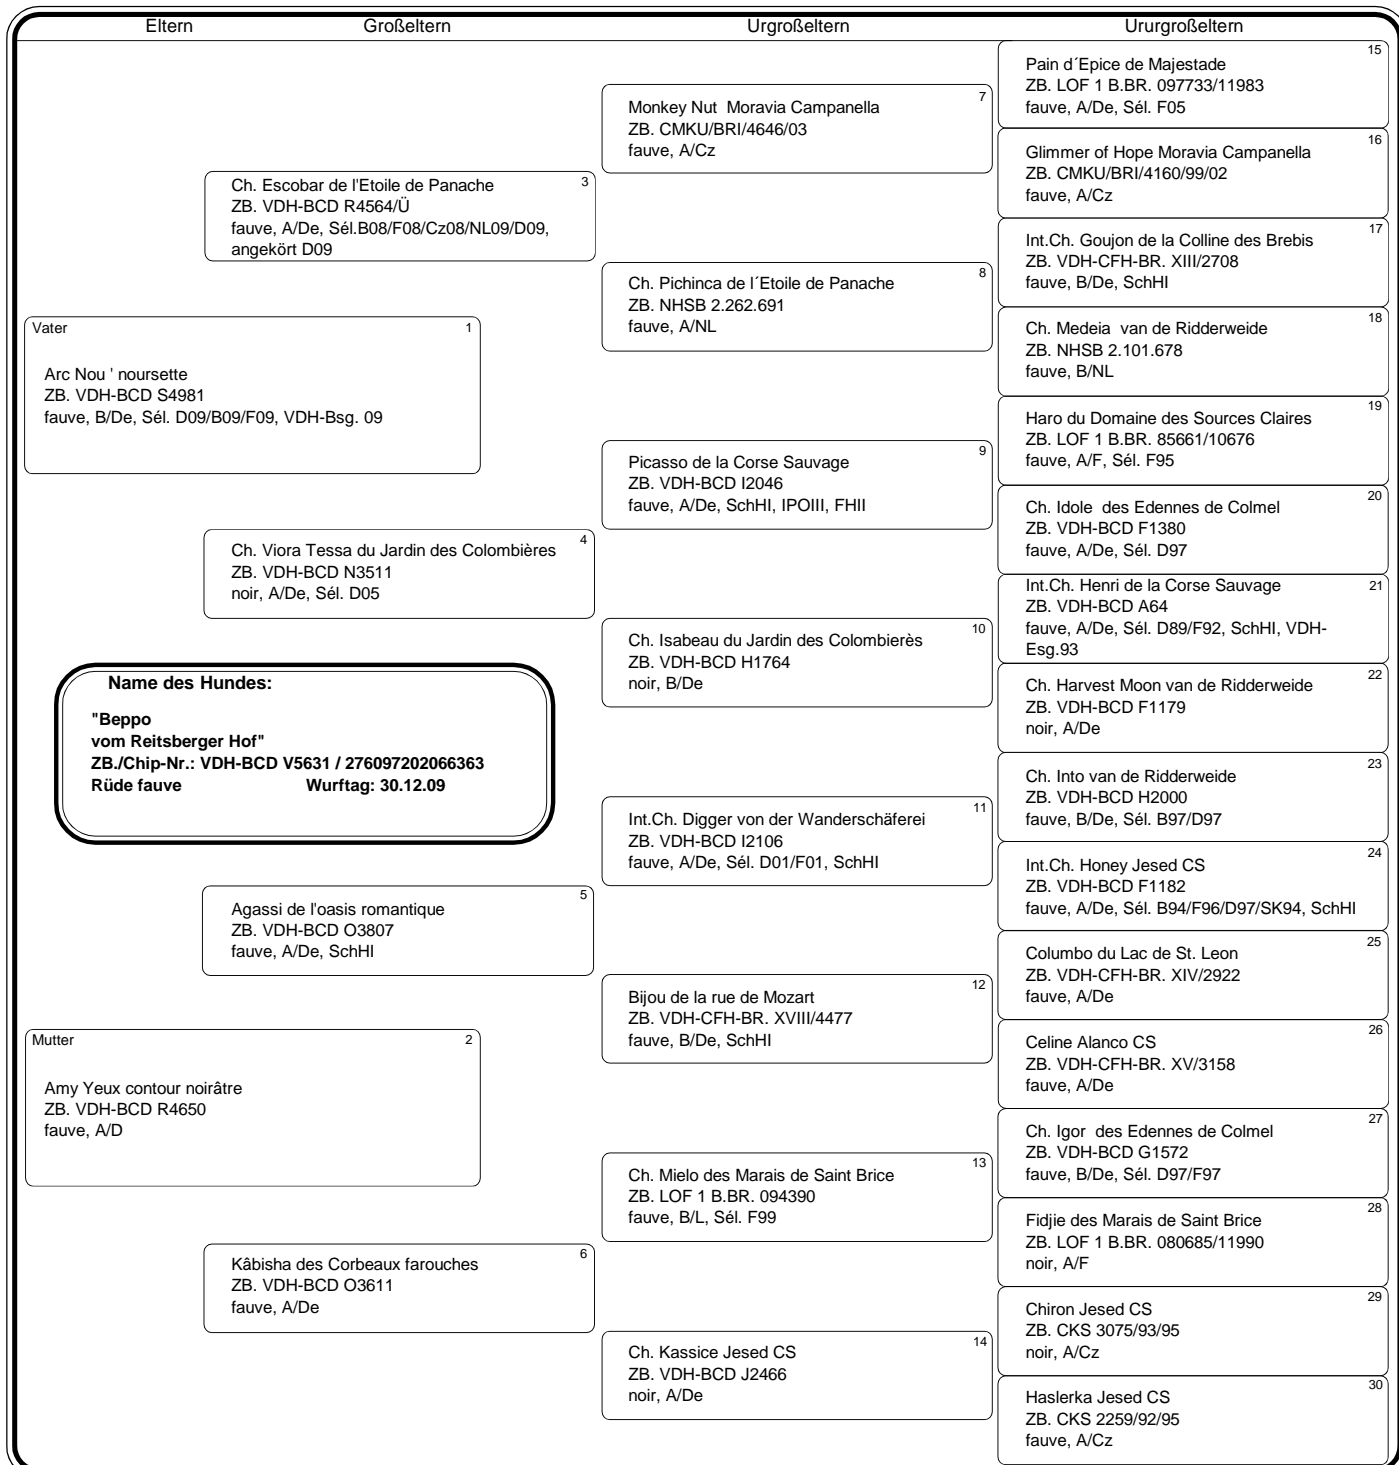 Eltern
Großeltern
Urgroßeltern
Ururgroßeltern
Vater 1
Arc Nou ' noursette
ZB. VDH-BCD S4981
fauve, B/De, Sél. D09/B09/F09, VDH-Bsg. 09
Mutter 2
Amy Yeux contour noirâtre
ZB. VDH-BCD R4650
fauve, A/D
3
Ch. Escobar de l'Etoile de Panache
ZB. VDH-BCD R4564/Ü
fauve, A/De, Sél.B08/F08/Cz08/NL09/D09,
angekört D09
4
Ch. Viora Tessa du Jardin des Colombières
ZB. VDH-BCD N3511
noir, A/De, Sél. D05
Name des Hundes:
"Beppo
vom Reitsberger Hof"
ZB./Chip-Nr.: VDH-BCD V5631 / 276097202066363
Rüde fauve Wurftag: 30.12.09
5
Agassi de l'oasis romantique
ZB. VDH-BCD O3807
fauve, A/De, SchHI
6
Kâbisha des Corbeaux farouches
ZB. VDH-BCD O3611
fauve, A/De
7
Monkey Nut Moravia Campanella
ZB. CMKU/BRI/4646/03
fauve, A/Cz
8
Ch. Pichinca de l´Etoile de Panache
ZB. NHSB 2.262.691
fauve, A/NL
9
Picasso de la Corse Sauvage
ZB. VDH-BCD I2046
fauve, A/De, SchHI, IPOIII, FHII
10
Ch. Isabeau du Jardin des Colombierès
ZB. VDH-BCD H1764
noir, B/De
11
Int.Ch. Digger von der Wanderschäferei
ZB. VDH-BCD I2106
fauve, A/De, Sél. D01/F01, SchHI
12
Bijou de la rue de Mozart
ZB. VDH-CFH-BR. XVIII/4477
fauve, B/De, SchHI
13
Ch. Mielo des Marais de Saint Brice
ZB. LOF 1 B.BR. 094390
fauve, B/L, Sél. F99
14
Ch. Kassice Jesed CS
ZB. VDH-BCD J2466
noir, A/De
15
Pain d´Epice de Majestade
ZB. LOF 1 B.BR. 097733/11983
fauve, A/De, Sél. F05
16
Glimmer of Hope Moravia Campanella
ZB. CMKU/BRI/4160/99/02
fauve, A/Cz
17
Int.Ch. Goujon de la Colline des Brebis
ZB. VDH-CFH-BR. XIII/2708
fauve, B/De, SchHI
18
Ch. Medeia van de Ridderweide
ZB. NHSB 2.101.678
fauve, B/NL
19
Haro du Domaine des Sources Claires
ZB. LOF 1 B.BR. 85661/10676
fauve, A/F, Sél. F95
20
Ch. Idole des Edennes de Colmel
ZB. VDH-BCD F1380
fauve, A/De, Sél. D97
21
Int.Ch. Henri de la Corse Sauvage
ZB. VDH-BCD A64
fauve, A/De, Sél. D89/F92, SchHI, VDH-
Esg.93
22
Ch. Harvest Moon van de Ridderweide
ZB. VDH-BCD F1179
noir, A/De
23
Ch. Into van de Ridderweide
ZB. VDH-BCD H2000
fauve, B/De, Sél. B97/D97
24
Int.Ch. Honey Jesed CS
ZB. VDH-BCD F1182
fauve, A/De, Sél. B94/F96/D97/SK94, SchHI
25
Columbo du Lac de St. Leon
ZB. VDH-CFH-BR. XIV/2922
fauve, A/De
26
Celine Alanco CS
ZB. VDH-CFH-BR. XV/3158
fauve, A/De
27
Ch. Igor des Edennes de Colmel
ZB. VDH-BCD G1572
fauve, B/De, Sél. D97/F97
28
Fidjie des Marais de Saint Brice
ZB. LOF 1 B.BR. 080685/11990
noir, A/F
29
Chiron Jesed CS
ZB. CKS 3075/93/95
noir, A/Cz
30
Haslerka Jesed CS
ZB. CKS 2259/92/95
fauve, A/Cz